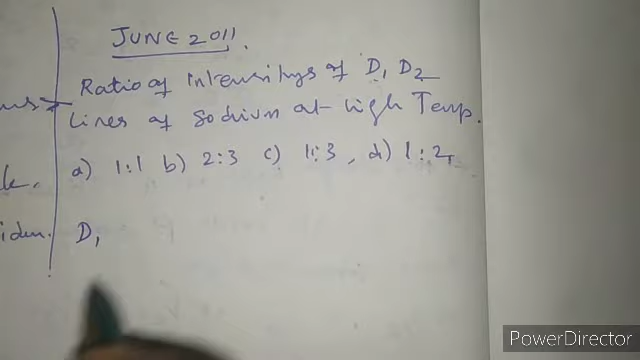 JUNE 2011.
Ratio of intensitys of D1 D2
lines of Sodium at high Temp.
a) 1:1 b) 2:3 c) 1:3, d) 1:2
D1
PowerDirector